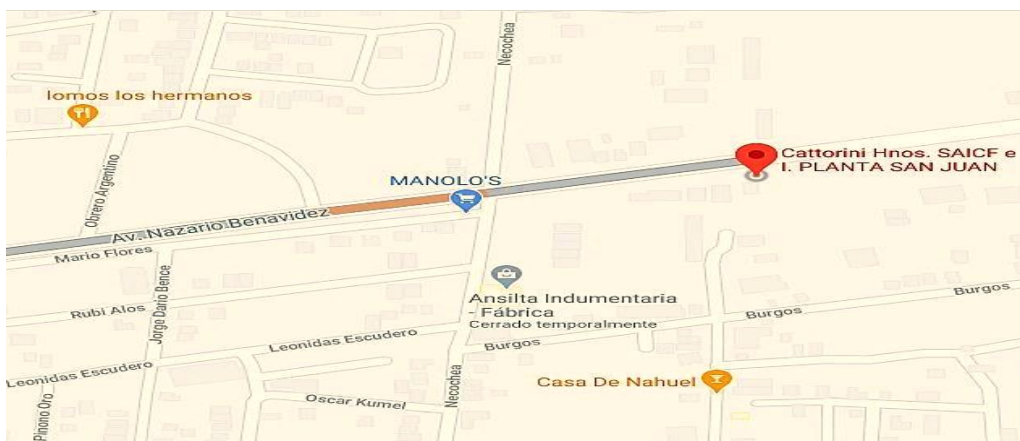 Necochea
lomos los hermanos
Cattorini Hnos. SAICF e
I. PLANTA SAN JUAN
Obrero Argentino
MANOLO'S
Av. Nazario Benavidez
Mario Flores
Ansilta Indumentaria
- Fábrica
Cerrado temporalmente
Burgos
Rubi Alos
Jorge Dario Bence
Burgos
Leonidas Escudero
Burgos
Leonidas Escudero
Casa De Nahuel
Necochea
Oscar Kumel
Pinono Oro